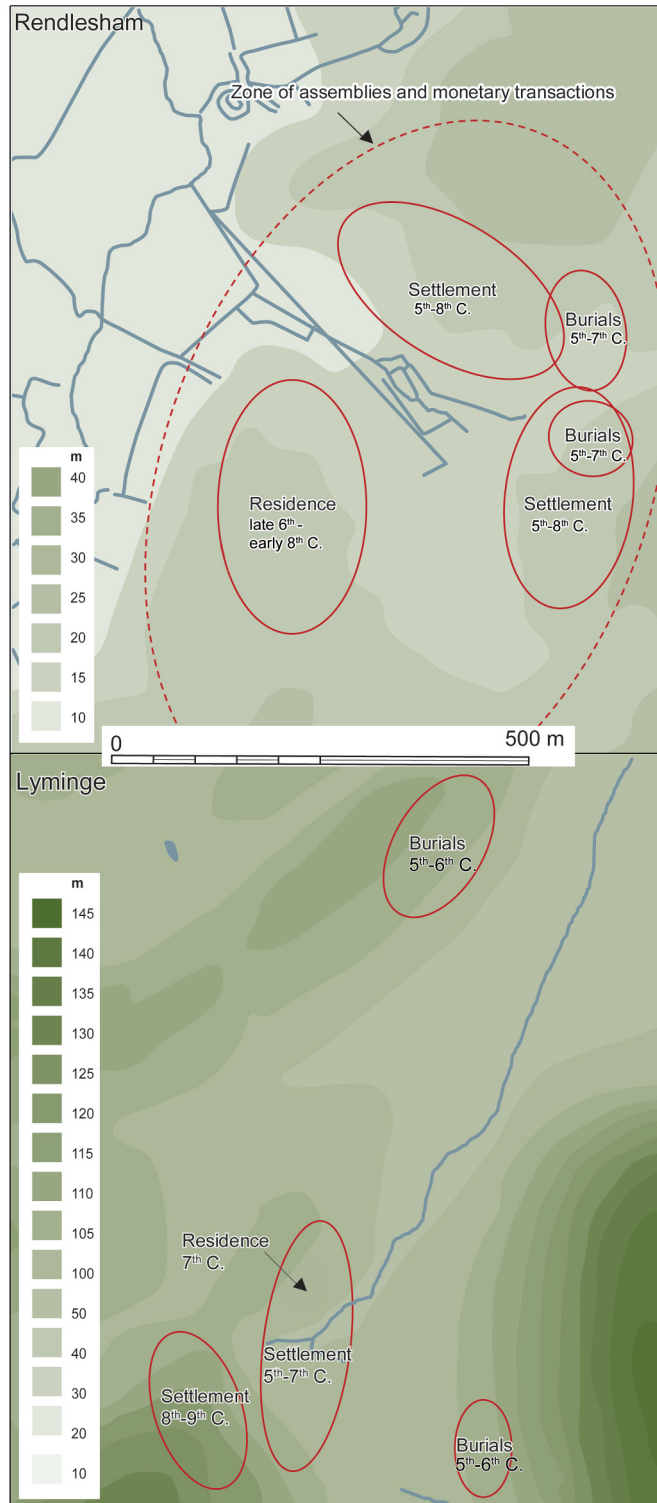 Rendlesham
Zone of assemblies and monetary transactions
Settlement
5th-8th C.
Burials
5th-7th C.
Burials
5th-7th C.
Residence
late 6th -
early 8th C.
Settlement
5th-8th C.
m
40
35
30
25
20
15
10
0
500 m
Lyminge
Burials
5th-6th C.
m
145
140
135
130
125
120
115
110
105
100
50
40
30
20
10
Residence
7th C.
Settlement
5th-7th C.
Settlement
8th-9th C.
Burials
5th-6th C.